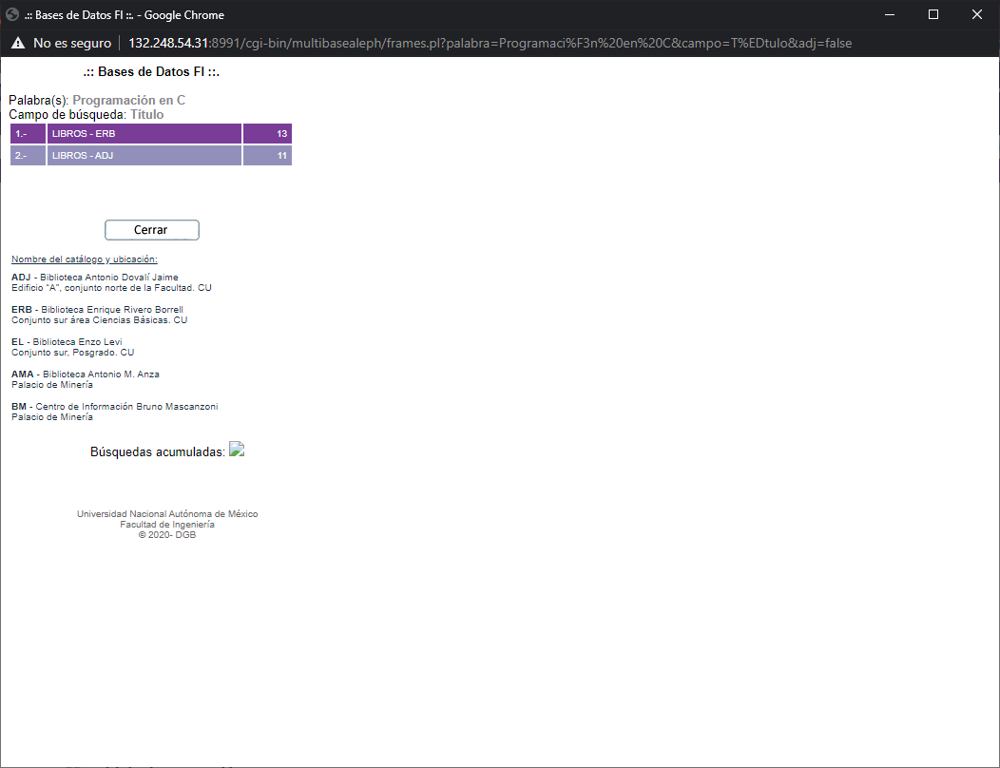 .:: Bases de Datos FI ::. - Google Chrome
No es seguro | 132.248.54.31:8991/cgi-bin/multibasealeph/frames.pl?palabra=Programaci%F3n%20en%20C&campo=T%EDtulo&adj=false
.:: Bases de Datos FI ::.
Palabra(s): Programación en C
Campo de búsqueda: Título
1.- LIBROS - ERB 13
2.- LIBROS - ADJ 11
Cerrar
Nombre del catálogo y ubicación:
ADJ - Biblioteca Antonio Dovalí Jaime
Edificio "A", conjunto norte de la Facultad. CU
ERB - Biblioteca Enrique Rivero Borrell
Conjunto sur área Ciencias Básicas. CU
EL - Biblioteca Enzo Levi
Conjunto sur, Posgrado. CU
AMA - Biblioteca Antonio M. Anza
Palacio de Minería
BM - Centro de Información Bruno Mascanzoni
Palacio de Minería
Búsquedas acumuladas:
Universidad Nacional Autónoma de México
Facultad de Ingeniería
© 2020- DGB